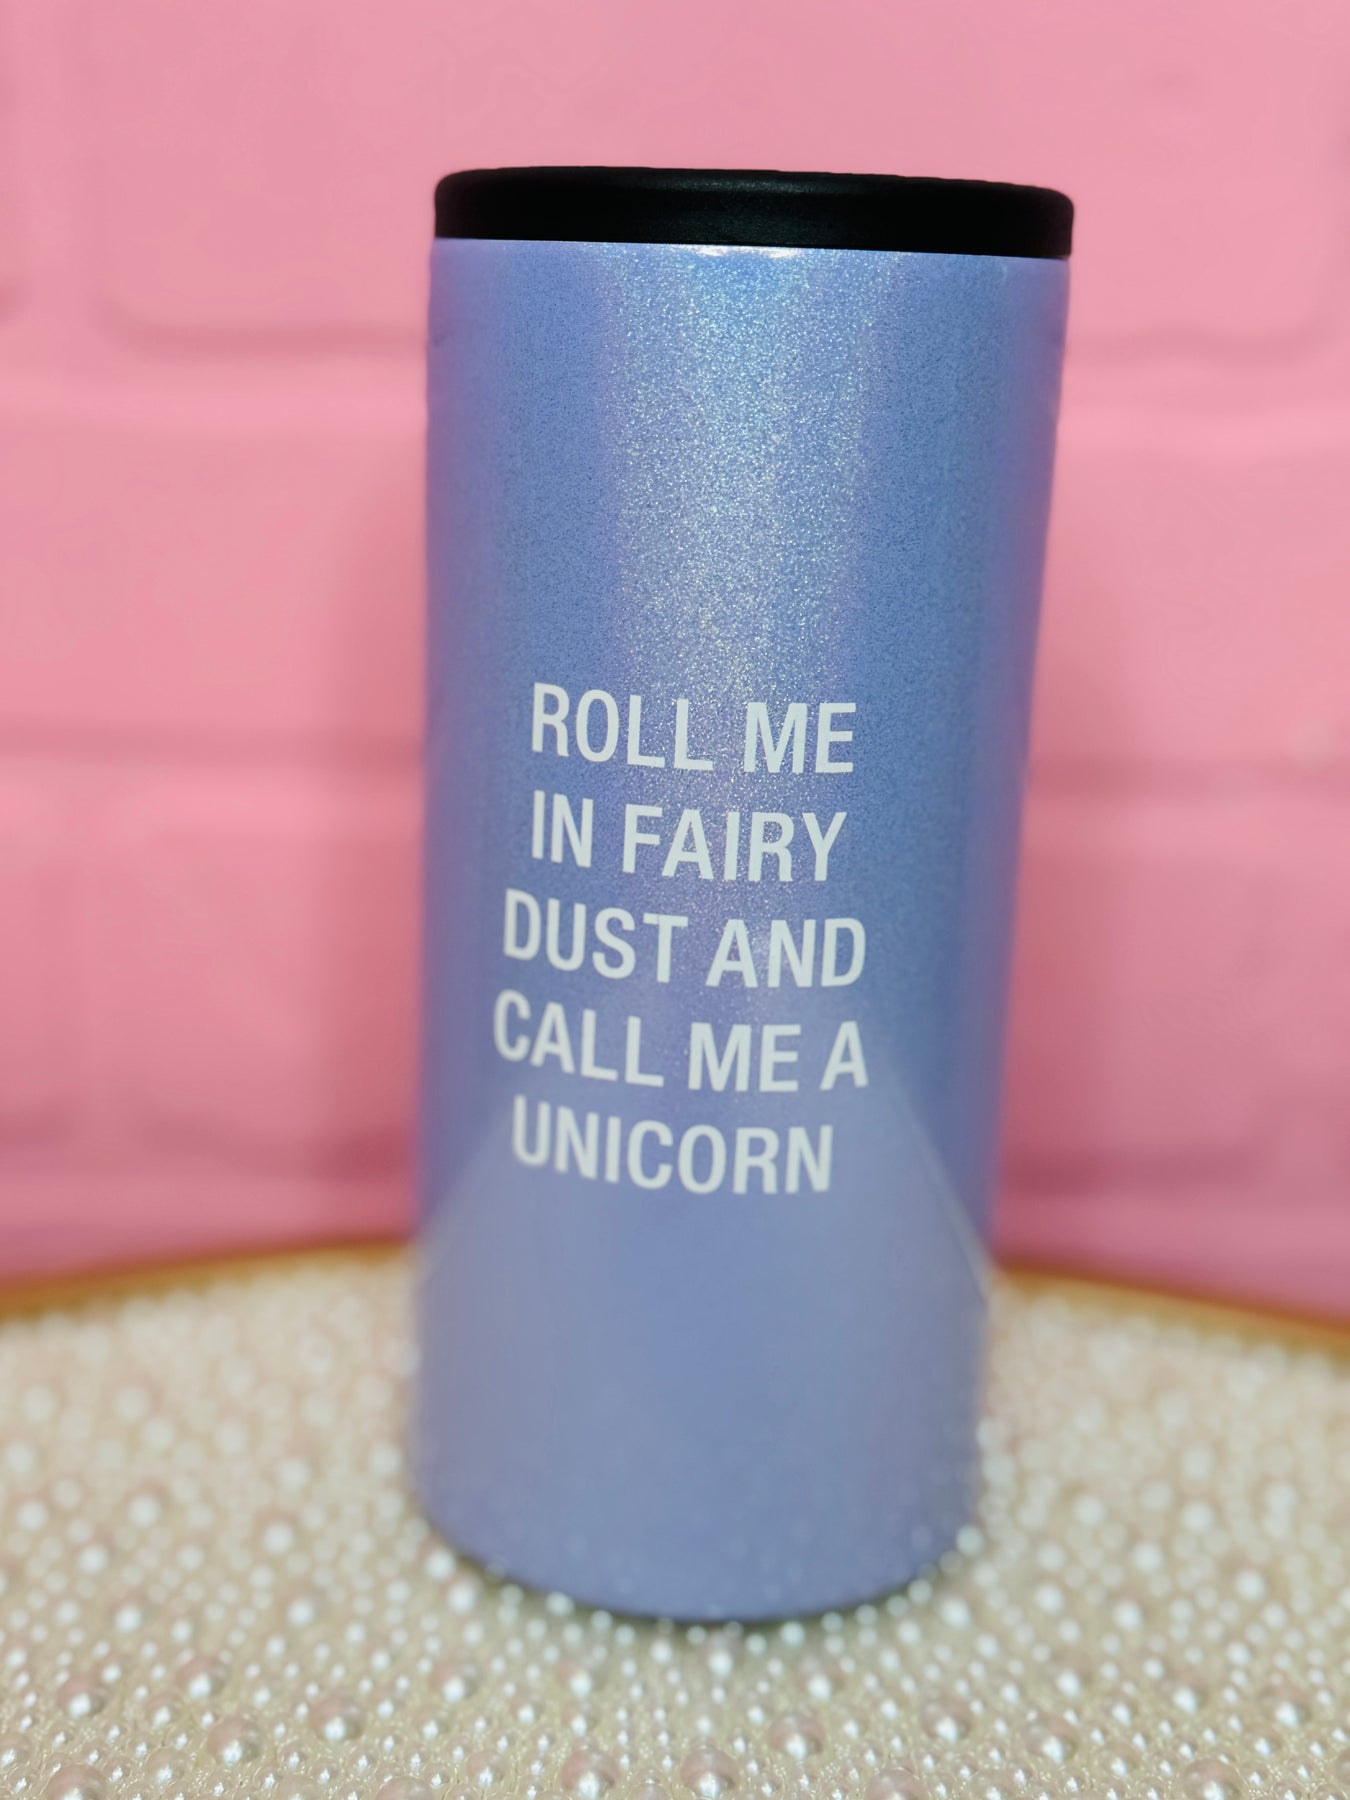 ROLL ME
IN FAIRY
DUST AND
CALL ME A
UNICORN